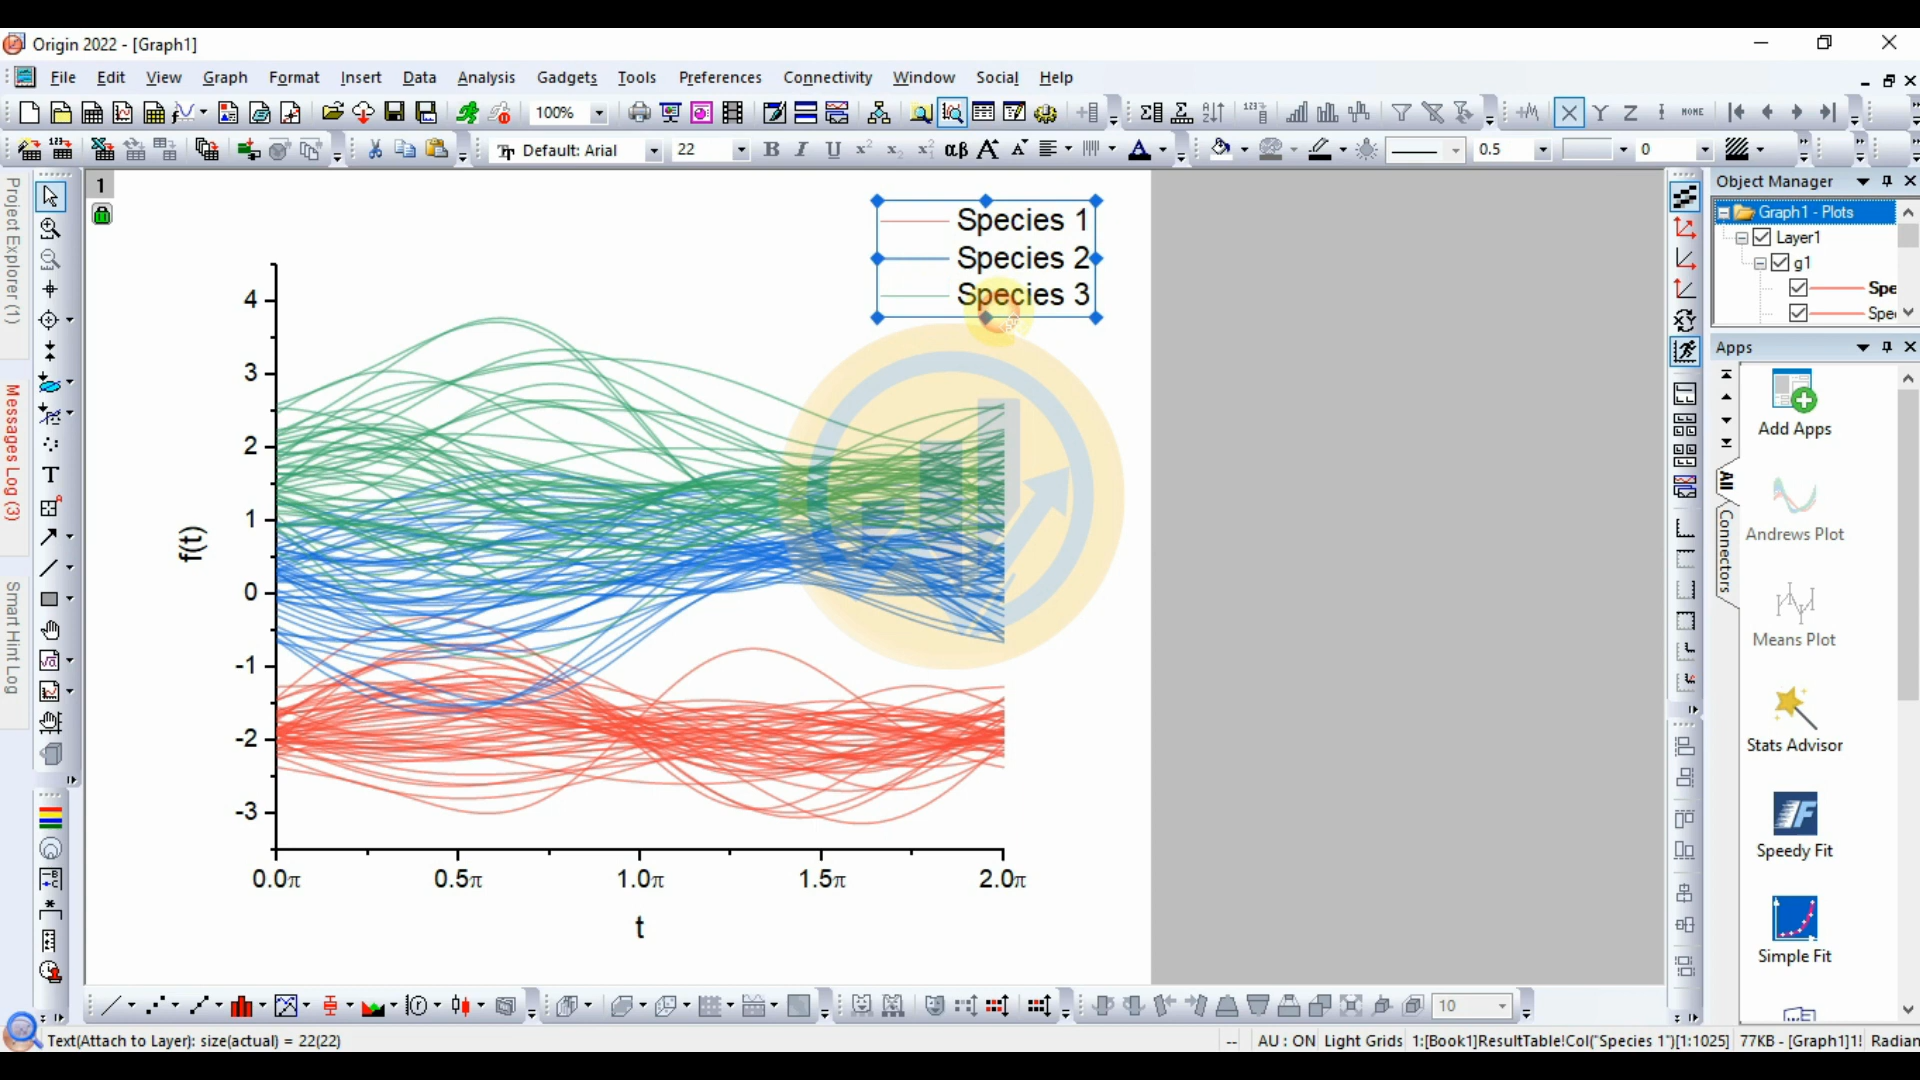 Origin 2022 - [Graph1]
File Edit View Graph Format Insert Data Analysis Gadgets Tools Preferences Connectivity Window Social Help
100%
HOME
Default: Arial 22 B I U αβ A A A 0.5 0
Project Explorer (1)
Messages Log (3)
Smart Hint Log
1
Species 1
Species 2
Species 3
4
3
2
1
0
-1
-2
-3
f(t)
0.0π 0.5π 1.0π 1.5π 2.0π
t
Object Manager
Graph1 - Plots
Layer1
g1
Spe
Spe
Apps
All
Connectors
Add Apps
Andrews Plot
Means Plot
Stats Advisor
Speedy Fit
Simple Fit
10
Text(Attach to Layer): size(actual) = 22(22)
-- AU : ON Light Grids 1:[Book1]ResultTable!Col("Species 1")[1:1025] 77KB - [Graph1]1! Radian